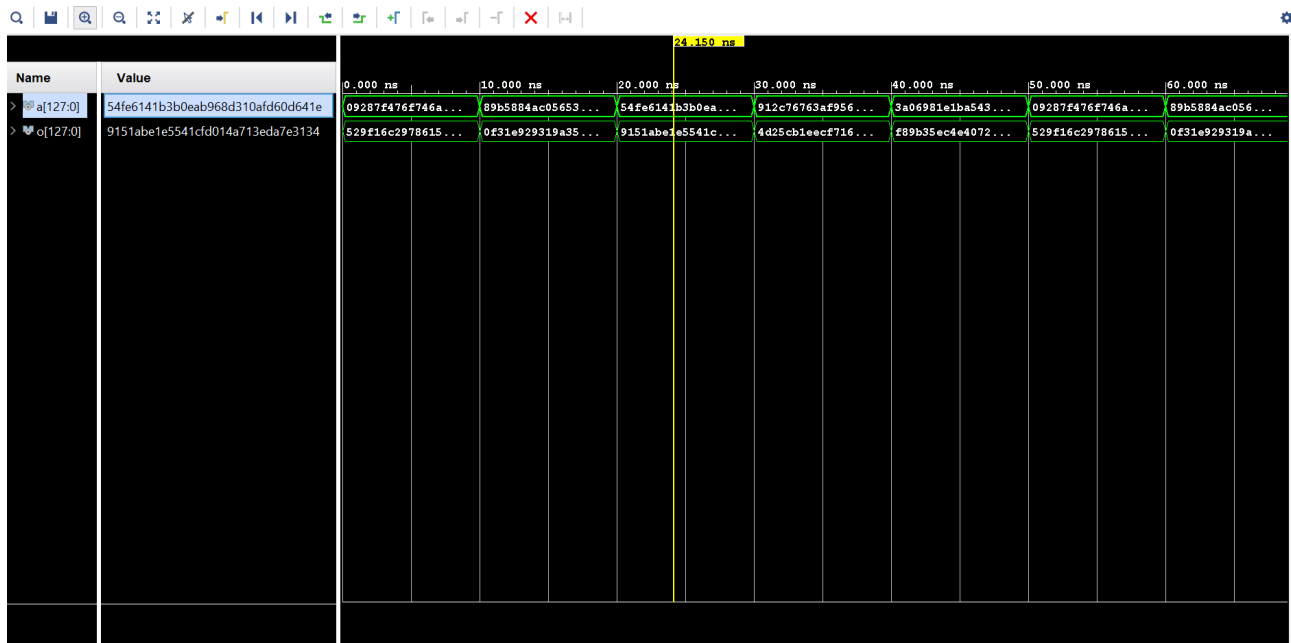 24.150 ns
Name Value
0.000 ns 10.000 ns 20.000 ns 30.000 ns 40.000 ns 50.000 ns 60.000 ns
a[127:0] 54fe6141b3b0eab968d310afd60d641e 09287f476f746a... 89b5884ac05653... 54fe6141b3b0ea... 912c76763af956... 3a06981e1ba543... 09287f476f746a... 89b5884ac056...
o[127:0] 9151abe1e5541cfd014a713eda7e3134 529f16c2978615... 0f31e929319a35... 9151abe1e5541c... 4d25cb1eecf716... f89b35ec4e4072... 529f16c2978615... 0f31e929319a...